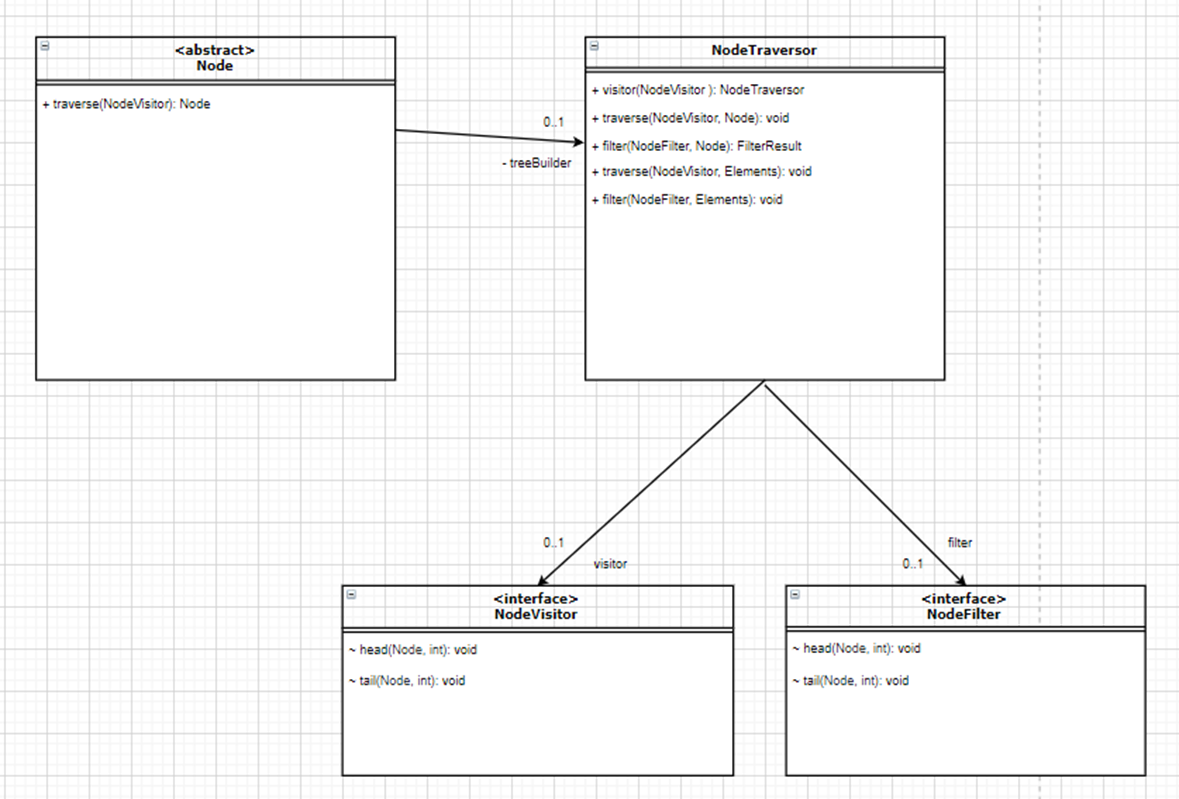 <abstract>
Node
+ traverse(NodeVisitor): Node
0..1
- treeBuilder
NodeTraversor
+ visitor(NodeVisitor ): NodeTraversor
+ traverse(NodeVisitor, Node): void
+ filter(NodeFilter, Node): FilterResult
+ traverse(NodeVisitor, Elements): void
+ filter(NodeFilter, Elements): void
0..1
visitor
filter
0..1
<interface>
NodeVisitor
~ head(Node, int): void
~ tail(Node, int): void
<interface>
NodeFilter
~ head(Node, int): void
~ tail(Node, int): void